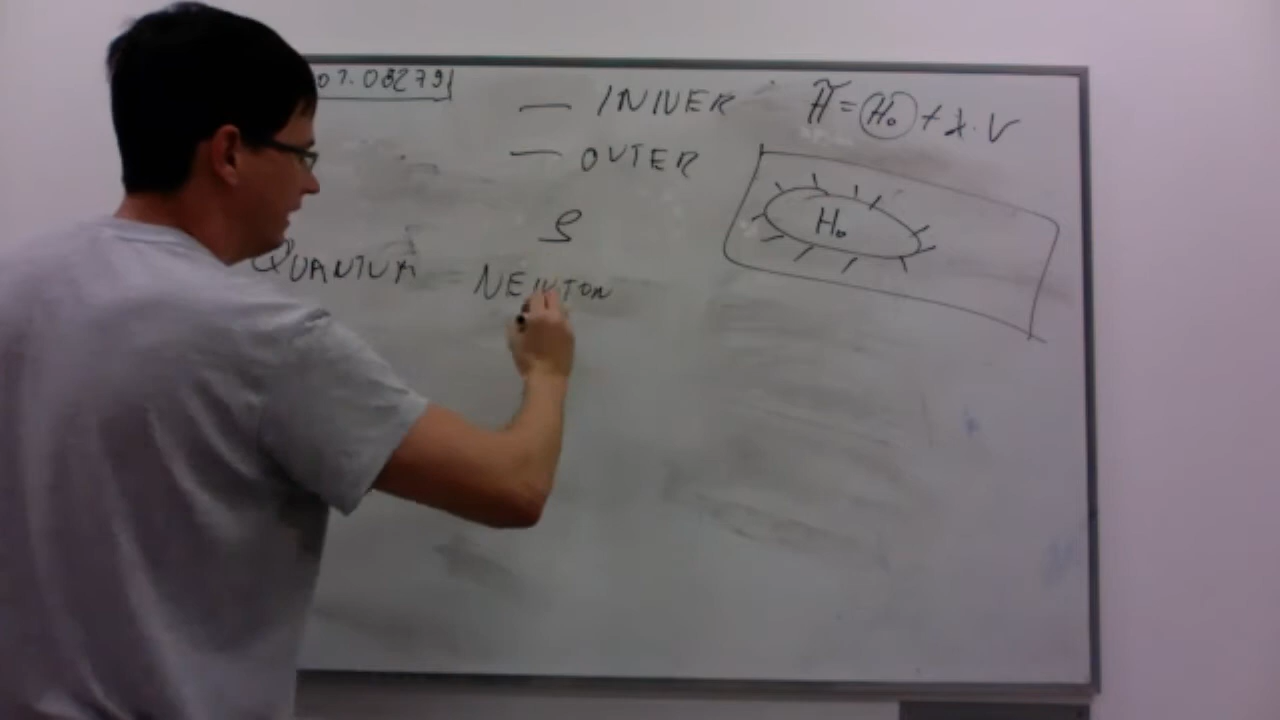 07.08279
— INNER
— OUTER
H̃ = H₀ + λ·V
H₀
S
QUANTUM NEWTON